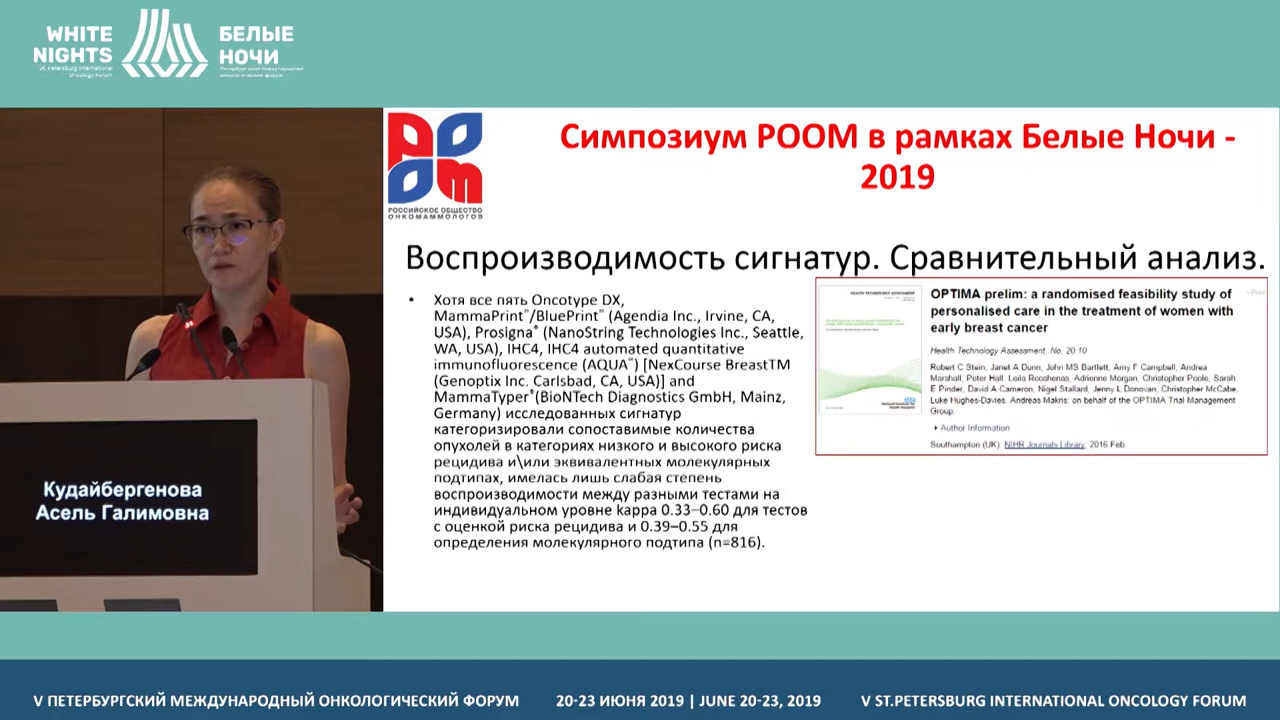 WHITE
NIGHTS
St. Petersburg International
Oncology Forum
БЕЛЫЕ
НОЧИ
Петербургский международный
онкологический форум
РОССИЙСКОЕ ОБЩЕСТВО
ОНКОМАММОЛОГОВ
Симпозиум РООМ в рамках Белые Ночи -
2019
Воспроизводимость сигнатур. Сравнительный анализ.
• Хотя все пять Oncotype DX,
MammaPrint®/BluePrint® (Agendia Inc., Irvine, CA,
USA), Prosigna® (NanoString Technologies Inc., Seattle,
WA, USA), IHC4, IHC4 automated quantitative
immunofluorescence (AQUA®) [NexCourse BreastTM
(Genoptix Inc. Carlsbad, CA, USA)] and
MammaTyper®(BioNTech Diagnostics GmbH, Mainz,
Germany) исследованных сигнатур
категоризировали сопоставимые количества
опухолей в категориях низкого и высокого риска
рецидива и\или эквивалентных молекулярных
подтипах, имелась лишь слабая степень
воспроизводимости между разными тестами на
индивидуальном уровне kappa 0.33–0.60 для тестов
с оценкой риска рецидива и 0.39–0.55 для
определения молекулярного подтипа (n=816).
HEALTH TECHNOLOGY ASSESSMENT
OPTIMA prelim: a randomised feasibility study of
personalised care in the treatment of women with
early breast cancer
Health Technology Assessment, No. 20.10
Robert C Stein, Janet A Dunn, John MS Bartlett, Amy F Campbell, Andrea
Marshall, Peter Hall, Leila Rooshenas, Adrienne Morgan, Christopher Poole, Sarah
E Pinder, David A Cameron, Nigel Stallard, Jenny L Donovan, Christopher McCabe,
Luke Hughes-Davies, Andreas Makris; on behalf of the OPTIMA Trial Management
Group.
Author Information
Southampton (UK): NIHR Journals Library; 2016 Feb
Кудайбергенова
Асель Галимовна
V ПЕТЕРБУРГСКИЙ МЕЖДУНАРОДНЫЙ ОНКОЛОГИЧЕСКИЙ ФОРУМ
20-23 ИЮНЯ 2019 | JUNE 20-23, 2019
V ST.PETERSBURG INTERNATIONAL ONCOLOGY FORUM